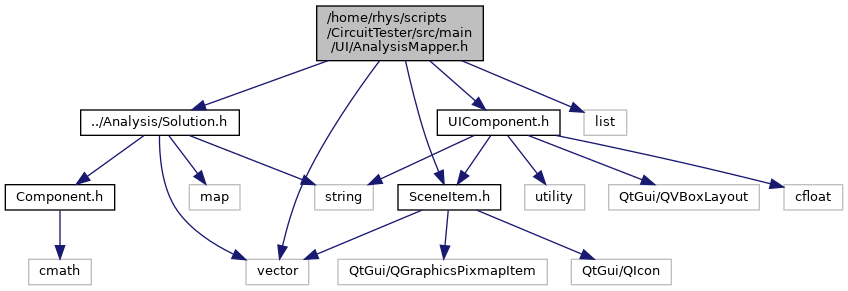 /home/rhys/scripts
/CircuitTester/src/main
/UI/AnalysisMapper.h
../Analysis/Solution.h
UIComponent.h
list
Component.h
map
string
SceneItem.h
utility
QtGui/QVBoxLayout
cfloat
cmath
vector
QtGui/QGraphicsPixmapItem
QtGui/QIcon